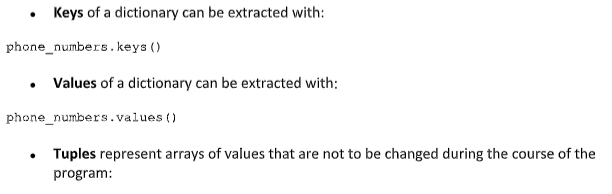 • Keys of a dictionary can be extracted with:
phone_numbers.keys()
• Values of a dictionary can be extracted with:
phone_numbers.values()
• Tuples represent arrays of values that are not to be changed during the course of the
program: